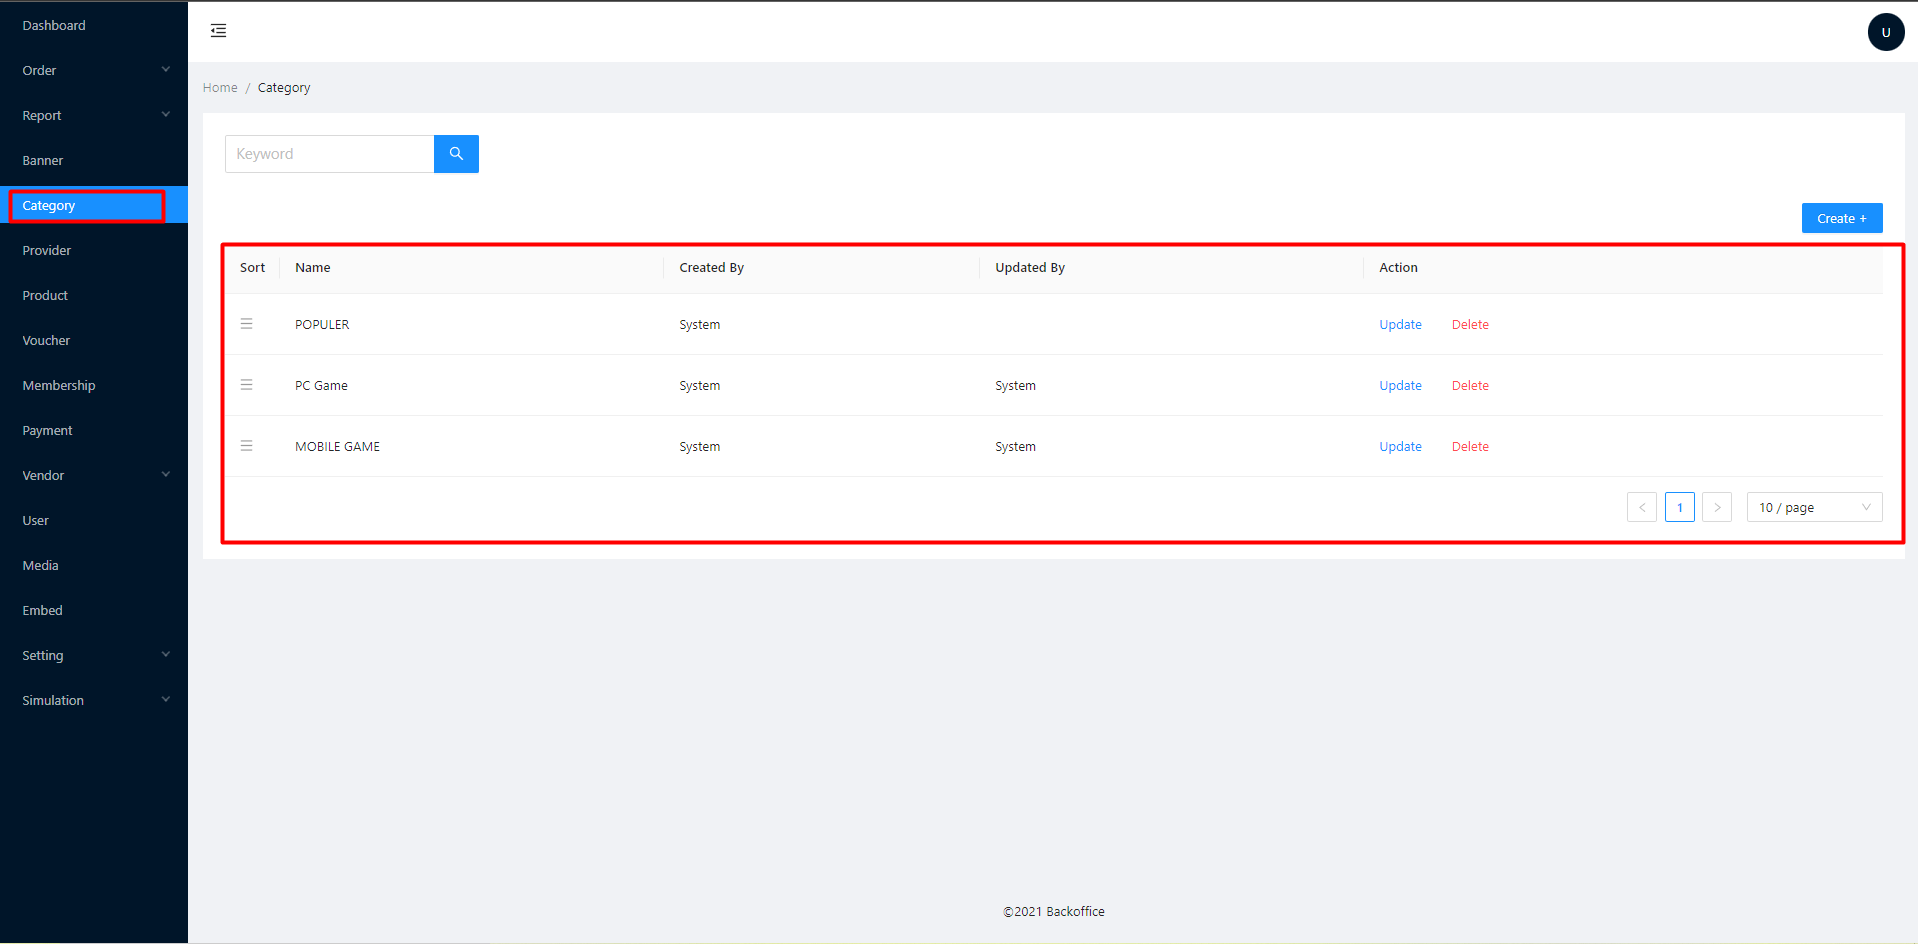 Dashboard
Order
Report
Banner
Category
Provider
Product
Voucher
Membership
Payment
Vendor
User
Media
Embed
Setting
Simulation
U
Home / Category
Keyword
Create +
Sort Name Created By Updated By Action
POPULER System Update Delete
PC Game System System Update Delete
MOBILE GAME System System Update Delete
< 1 > 10 / page
©2021 Backoffice